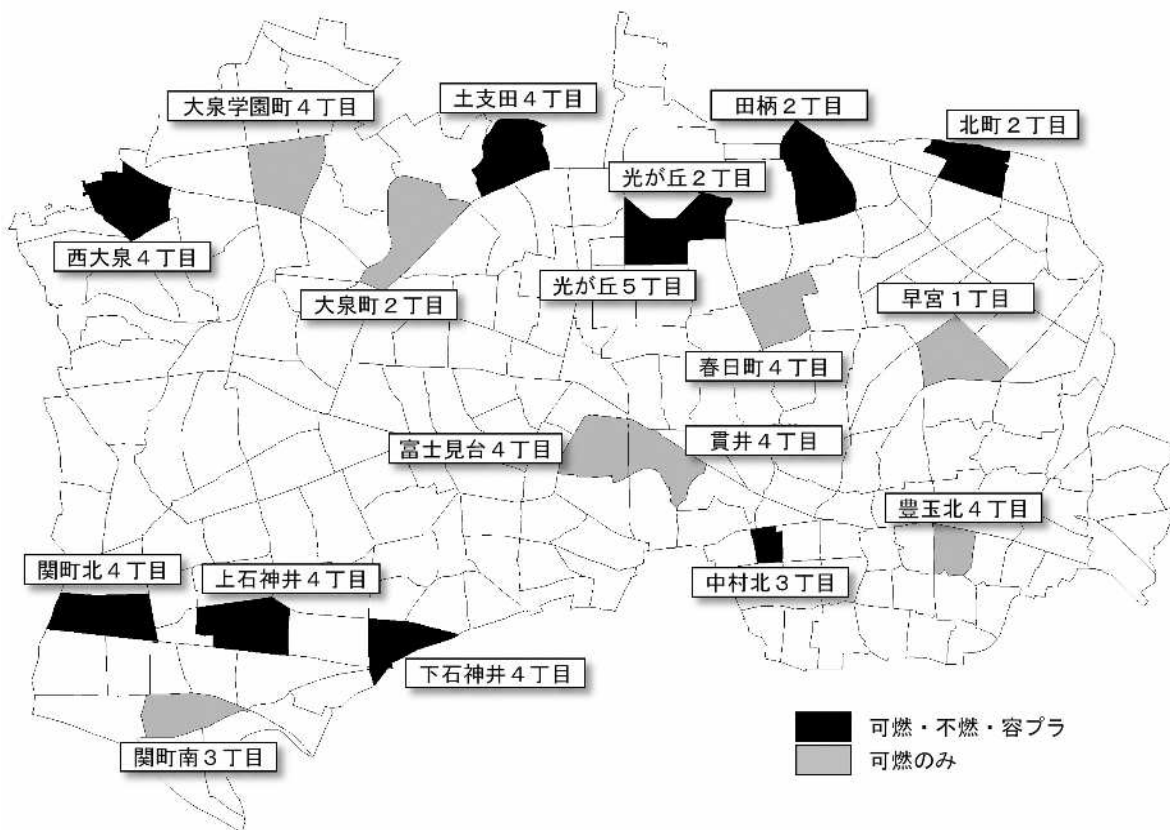 土支田４丁目
大泉学園町４丁目
田柄２丁目
北町２丁目
光が丘２丁目
西大泉４丁目
光が丘５丁目
大泉町２丁目
早宮１丁目
春日町４丁目
富士見台４丁目
貫井４丁目
豊玉北４丁目
関町北４丁目
上石神井４丁目
中村北３丁目
下石神井４丁目
関町南３丁目
可燃・不燃・容プラ
可燃のみ